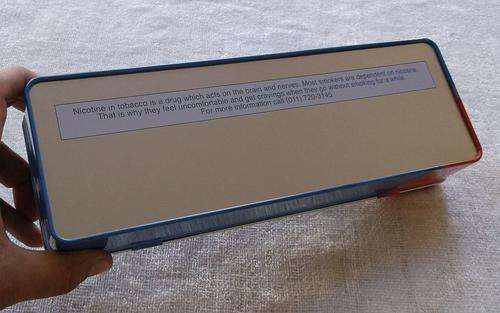 Nicotine in tobacco is a drug which acts on the brain and nerves. Most smokers are dependent on nicotine.
That is why they feel uncomfortable and get cravings when they go without smoking for a while.
For more information call (011) 720-3145